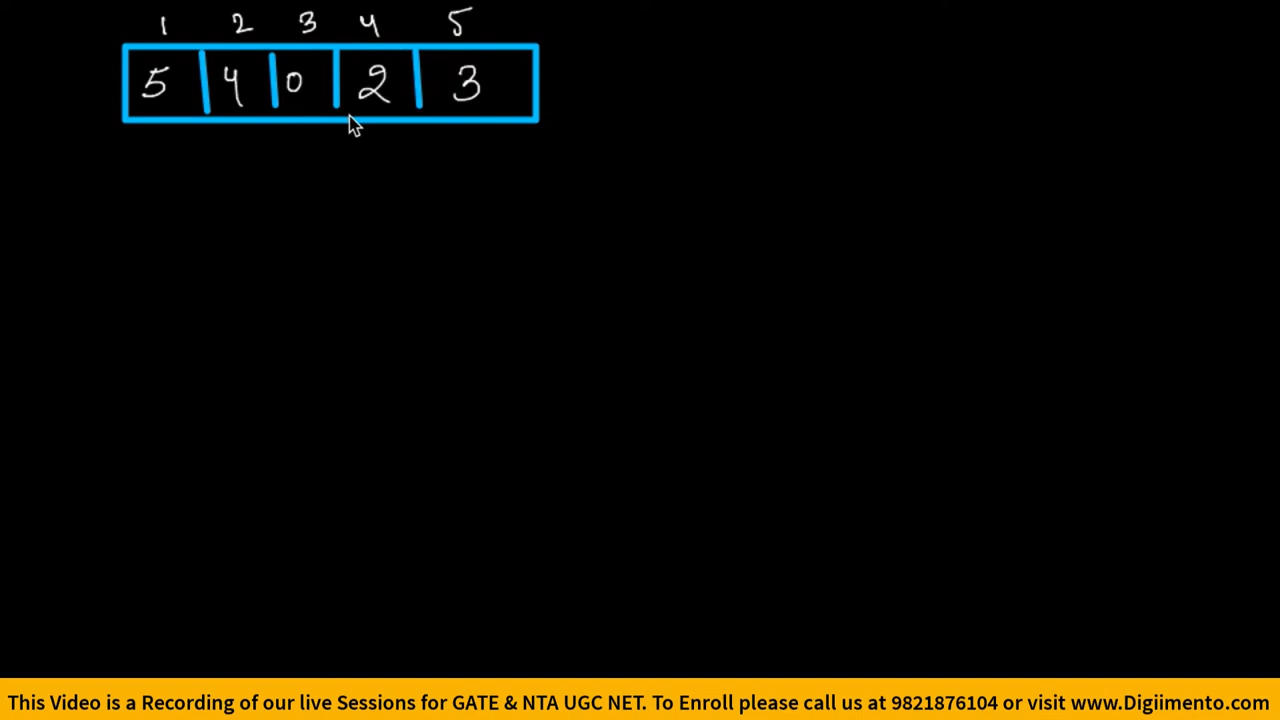 1 2 3 4 5
5 4 0 2 3
This Video is a Recording of our live Sessions for GATE & NTA UGC NET. To Enroll please call us at 9821876104 or visit www.Digiimento.com